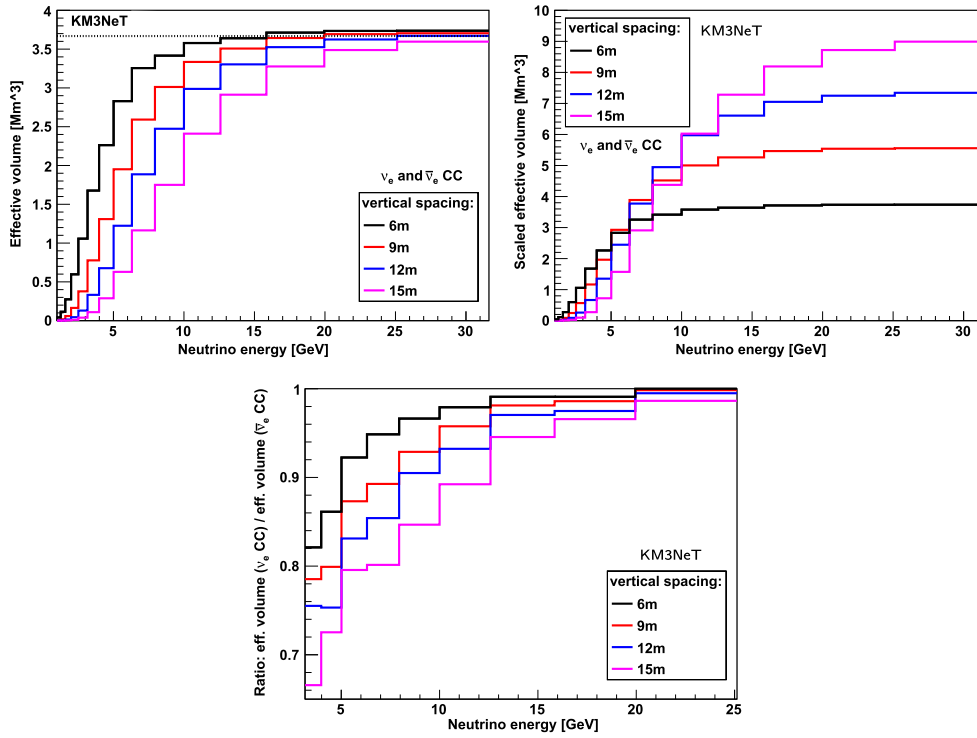 KM3NeT
4
3.5
3
2.5
2
1.5
1
0.5
0
Effective volume [Mm^3]
5 10 15 20 25 30
Neutrino energy [GeV]
νe and ν̅e CC
vertical spacing:
6m
9m
12m
15m
KM3NeT
10
9
8
7
6
5
4
3
2
1
0
Scaled effective volume [Mm^3]
5 10 15 20 25 30
Neutrino energy [GeV]
vertical spacing:
6m
9m
12m
15m
νe and ν̅e CC
1
0.9
0.8
0.7
Ratio: eff. volume (νe CC) / eff. volume (ν̅e CC)
5 10 15 20 25
Neutrino energy [GeV]
KM3NeT
vertical spacing:
6m
9m
12m
15m